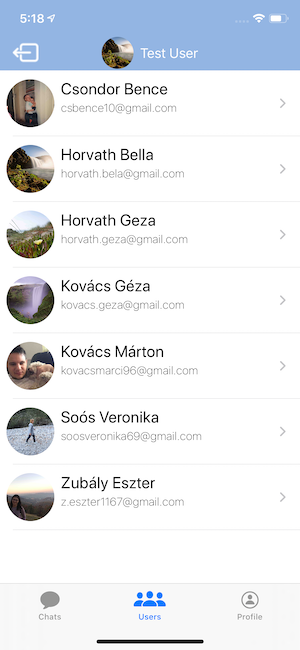 5:18
Test User
Csondor Bence
csbence10@gmail.com
Horvath Bella
horvath.bela@gmail.com
Horvath Geza
horvath.geza@gmail.com
Kovács Géza
kovacs.geza@gmail.com
Kovács Márton
kovacsmarci96@gmail.com
Soós Veronika
soosveronika69@gmail.com
Zubály Eszter
z.eszter1167@gmail.com
Chats
Users
Profile